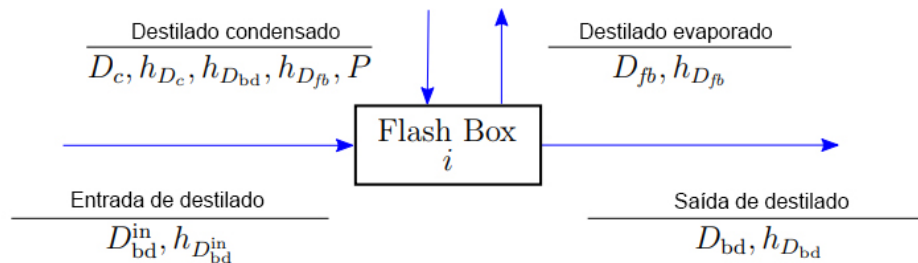 Destilado condensado
D_c, h_{D_c}, h_{D_{bd}}, h_{D_{fb}}, P
Destilado evaporado
D_{fb}, h_{D_{fb}}
Flash Box
i
Entrada de destilado
D_{bd}^{in}, h_{D_{bd}^{in}}
Saída de destilado
D_{bd}, h_{D_{bd}}